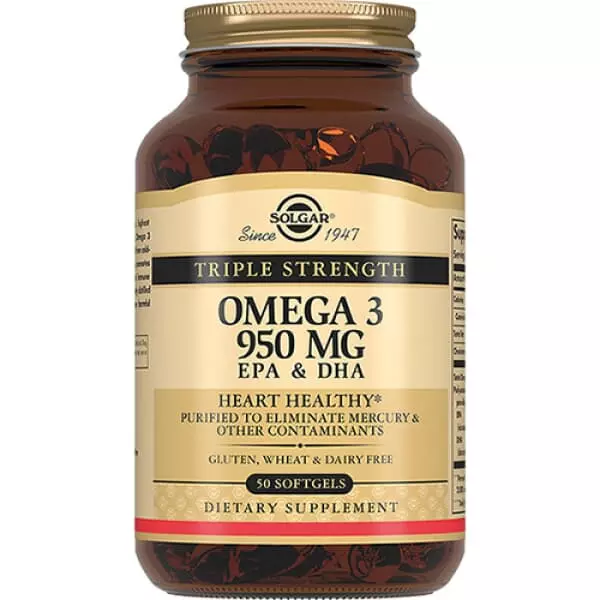 SOLGAR®
Since 1947
TRIPLE STRENGTH
OMEGA 3
950 MG
EPA & DHA
HEART HEALTHY*
PURIFIED TO ELIMINATE MERCURY &
OTHER CONTAMINANTS
GLUTEN, WHEAT & DAIRY FREE
50 SOFTGELS
DIETARY SUPPLEMENT